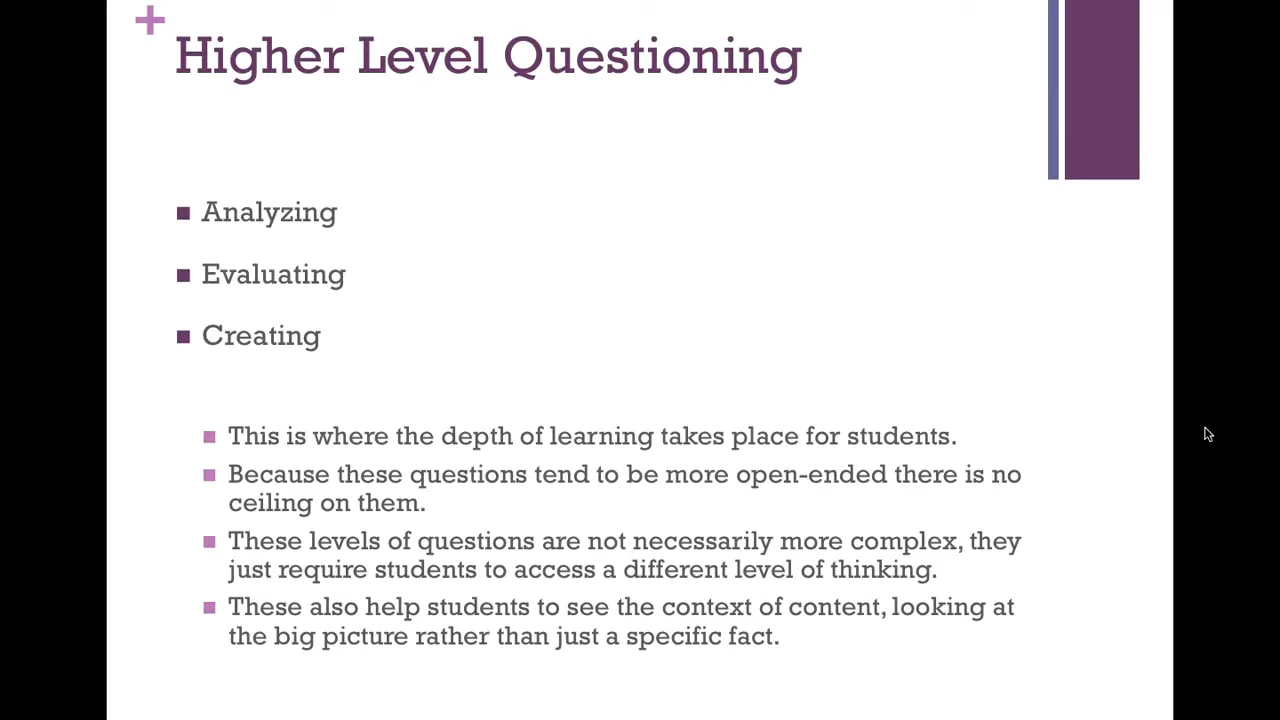 +
Higher Level Questioning
Analyzing
Evaluating
Creating
This is where the depth of learning takes place for students.
Because these questions tend to be more open-ended there is no
ceiling on them.
These levels of questions are not necessarily more complex, they
just require students to access a different level of thinking.
These also help students to see the context of content, looking at
the big picture rather than just a specific fact.